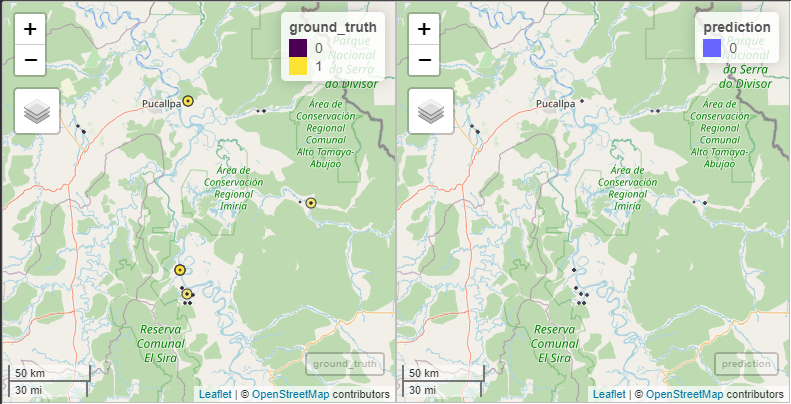 +
−
ground_truth
0
1
Parque
Nacional
da Serra
do Divisor
Pucallpa
Área de
Conservación
Regional
Comunal
Alto Tamaya-
Abujao
Área de
Conservación
Regional
Imiría
Reserva
Comunal
El Sira
50 km
30 mi
ground_truth
Leaflet | © OpenStreetMap contributors
+
−
prediction
0
Parque
Nacional
da Serra
do Divisor
Pucallpa
Área de
Conservación
Regional
Comunal
Alto Tamaya-
Abujao
Área de
Conservación
Regional
Imiría
Reserva
Comunal
El Sira
50 km
30 mi
prediction
Leaflet | © OpenStreetMap contributors